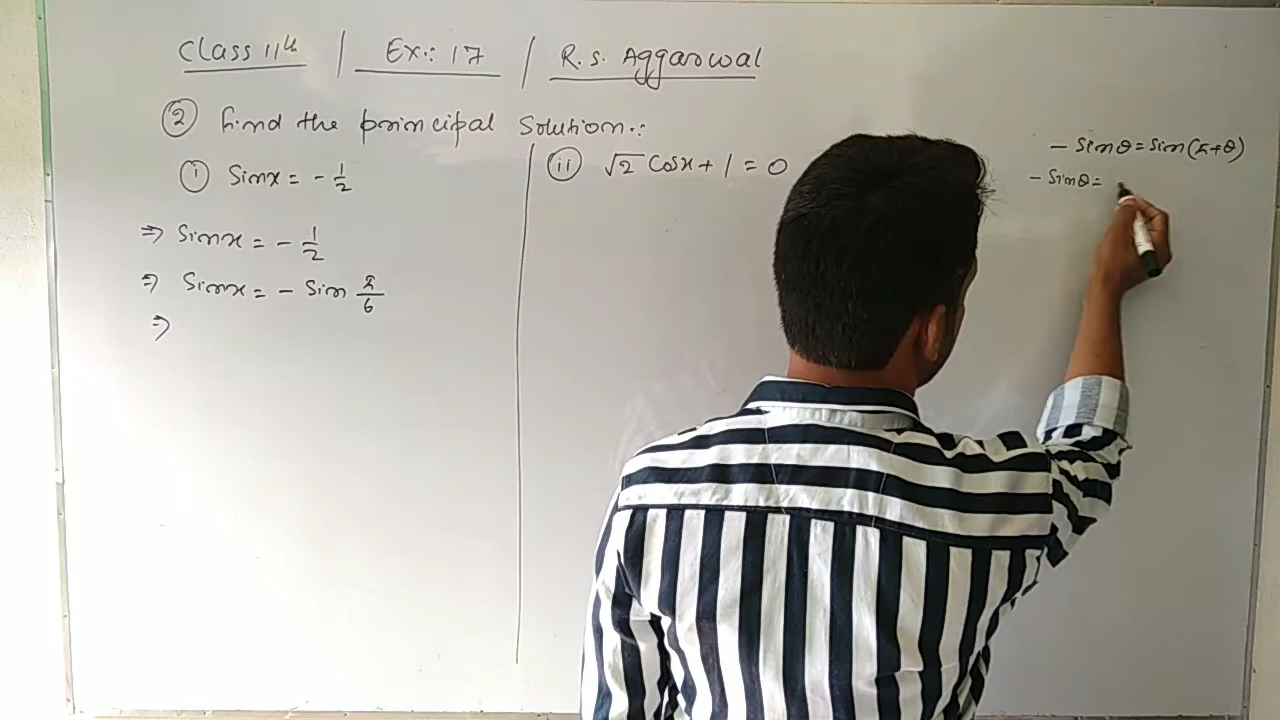 Class 11th / Ex.: 17 / R.S. Aggarwal
② Find the principal Solution.:
① Sinx = -1/2
⇒ Sinx = -1/2
⇒ Sinx = - Sin π/6
⇒
(ii) √2 Cosx + 1 = 0
- Sinθ = Sin(π+θ)
- Sinθ =